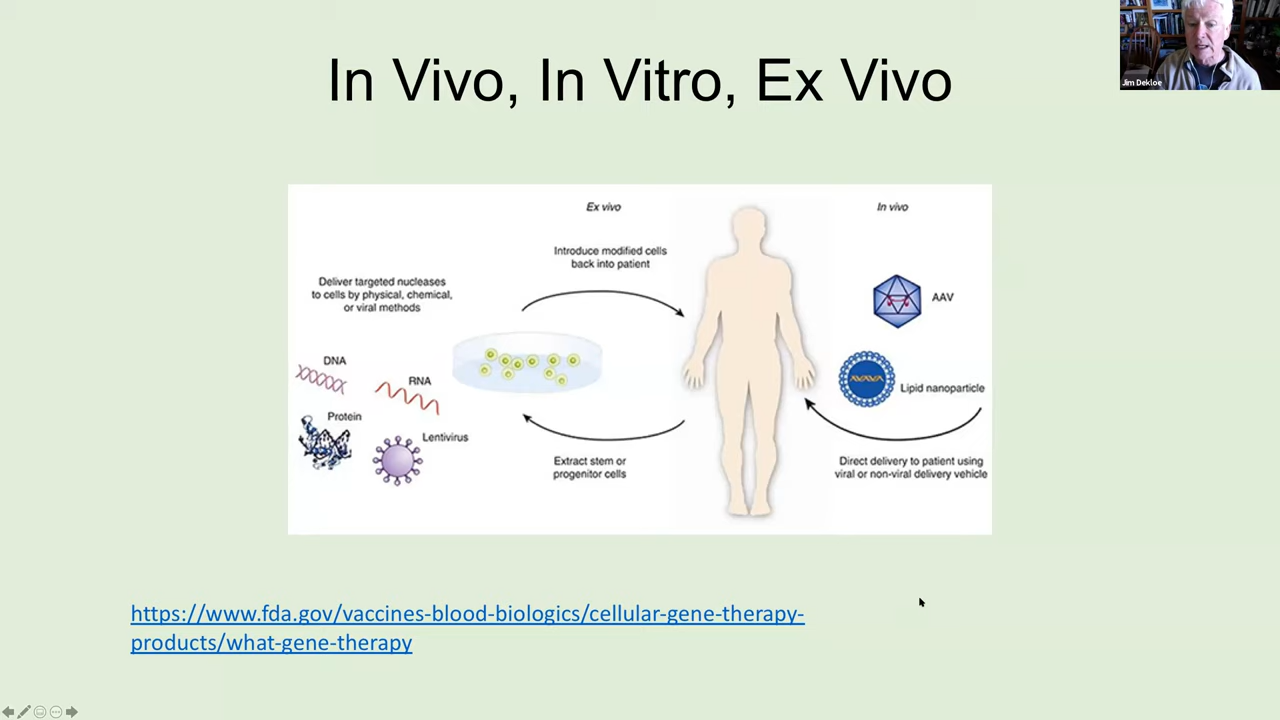 In Vivo, In Vitro, Ex Vivo
Jim Dekloe
Ex vivo
In vivo
Introduce modified cells
back into patient
Deliver targeted nucleases
to cells by physical, chemical,
or viral methods
AAV
DNA
RNA
Lipid nanoparticle
Protein
Lentivirus
Extract stem or
progenitor cells
Direct delivery to patient using
viral or non-viral delivery vehicle
https://www.fda.gov/vaccines-blood-biologics/cellular-gene-therapy-
products/what-gene-therapy